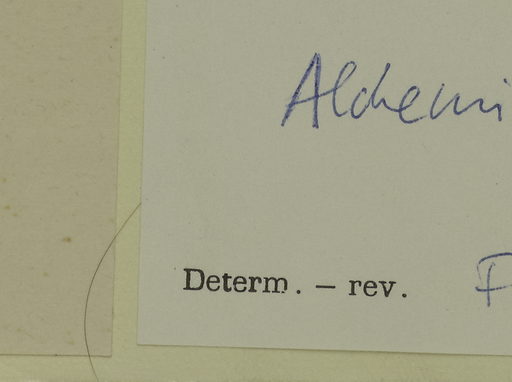 Alchemi
Determ. — rev. F